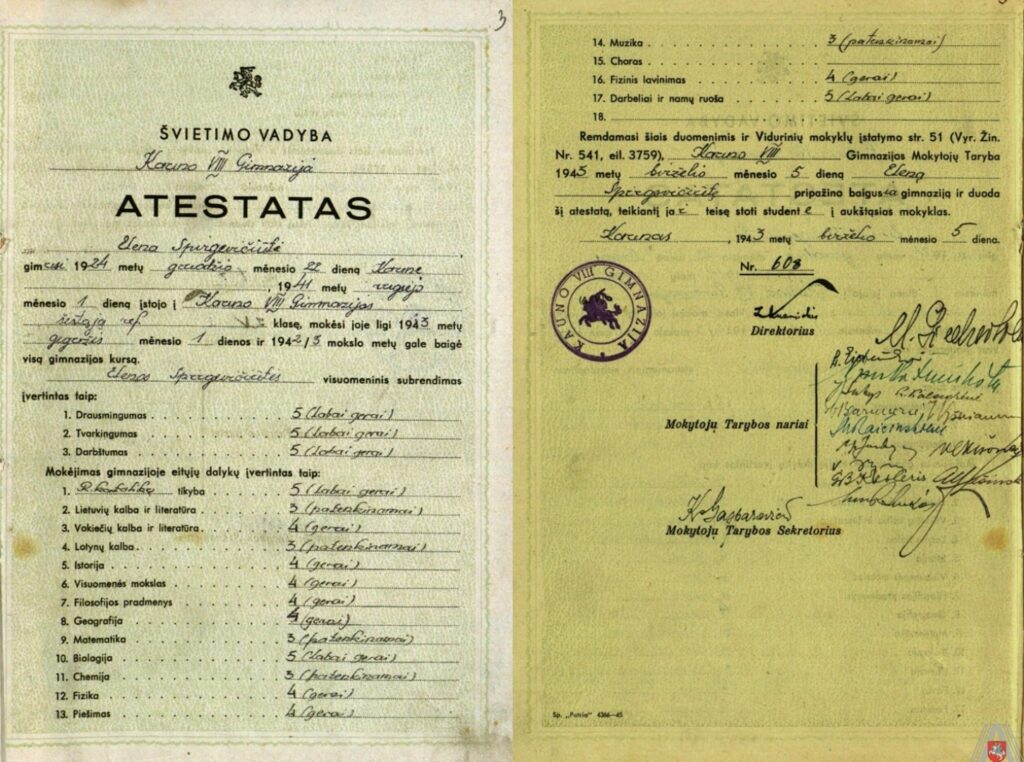 3
ŠVIETIMO VADYBA
Kauno VIII Gimnazija
ATESTATAS
Elena Spirgevičiūtė
gimusi 1924 metų gruodžio mėnesio 22 dieną Kaune
, 1941 metų rugsėjo
mėnesio 1 dieną įstojo į Kauno VIII Gimnazijos
šeštąją klasę, mokėsi joje ligi 1943 metų
gegužės mėnesio 1 dienos ir 1942/3 mokslo metų gale baigė
visą gimnazijos kursą.
Elenos Spirgevičiūtės visuomeninis subrendimas
įvertintas taip:
1. Drausmingumas 5 (labai gerai)
2. Tvarkingumas 5 (labai gerai)
3. Darbštumas 5 (labai gerai)
Mokėjimas gimnazijoje eitųjų dalykų įvertintas taip:
1. R. katalikų tikyba 5 (labai gerai)
2. Lietuvių kalba ir literatūra 3 (patenkinamai)
3. Vokiečių kalba ir literatūra 4 (gerai)
4. Lotynų kalba 3 (patenkinamai)
5. Istorija 4 (gerai)
6. Visuomenės mokslas 4 (gerai)
7. Filosofijos pradmenys 4 (gerai)
8. Geografija 4 (gerai)
9. Matematika 3 (patenkinamai)
10. Biologija 5 (labai gerai)
11. Chemija 3 (patenkinamai)
12. Fizika 4 (gerai)
13. Piešimas 4 (gerai)
14. Muzika 3 (patenkinamai)
15. Choras
16. Fizinis lavinimas 4 (gerai)
17. Darbeliai ir namų ruoša 5 (labai gerai)
18.
Remdamasi šiais duomenimis ir Vidurinių mokyklų įstatymo str. 51 (Vyr. Žin.
Nr. 541, eil. 3759), Kauno VIII Gimnazijos Mokytojų Taryba
1943 metų birželio mėnesio 5 dieną Eleną
Spirgevičiūtę pripažino baigusia gimnaziją ir duoda
šį atestatą, teikiantį jai teisę stoti studente į aukštąsias mokyklas.
Kaunas, 1943 metų birželio mėnesio 5 diena.
Nr. 608
KAUNO VIII GIMNAZIJA
Direktorius
Mokytojų Tarybos nariai
K Gasparavič
Mokytojų Tarybos Sekretorius
Sp. „Patria" 4366—45